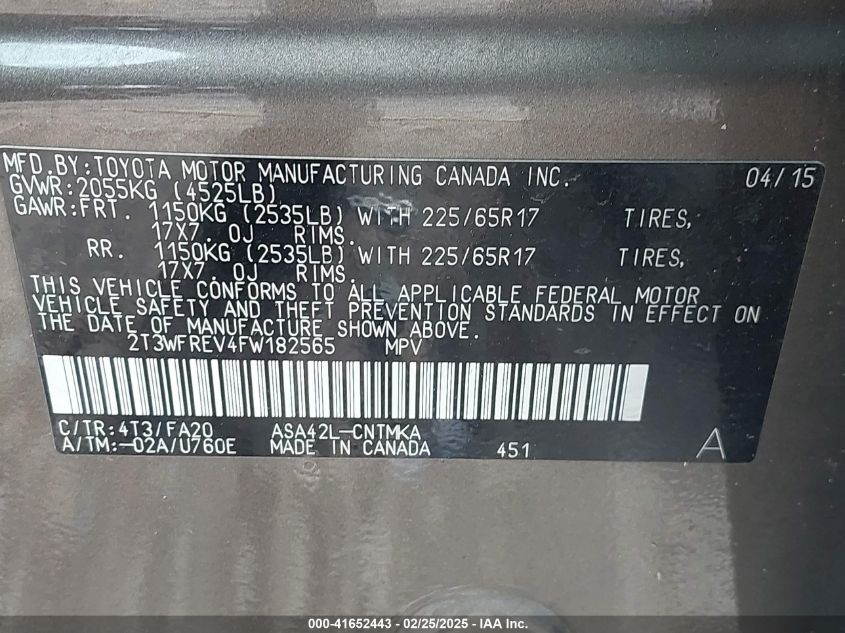 MFD.BY:TOYOTA MOTOR MANUFACTURING CANADA INC. 04/15
GVWR:2055KG (4525LB)
GAWR:FRT. 1150KG (2535LB) WITH 225/65R17 TIRES,
17X7.0J RIMS.
RR. 1150KG (2535LB) WITH 225/65R17 TIRES,
17X7.0J RIMS.
THIS VEHICLE CONFORMS TO ALL APPLICABLE FEDERAL MOTOR
VEHICLE SAFETY AND THEFT PREVENTION STANDARDS IN EFFECT ON
THE DATE OF MANUFACTURE SHOWN ABOVE.
2T3WFREV4FW182565 MPV
C/TR:4T3/FA20 ASA42L-CNTMKA
A/TM:-02A/U760E MADE IN CANADA 451 A
000-41652443 - 02/25/2025 - IAA Inc.